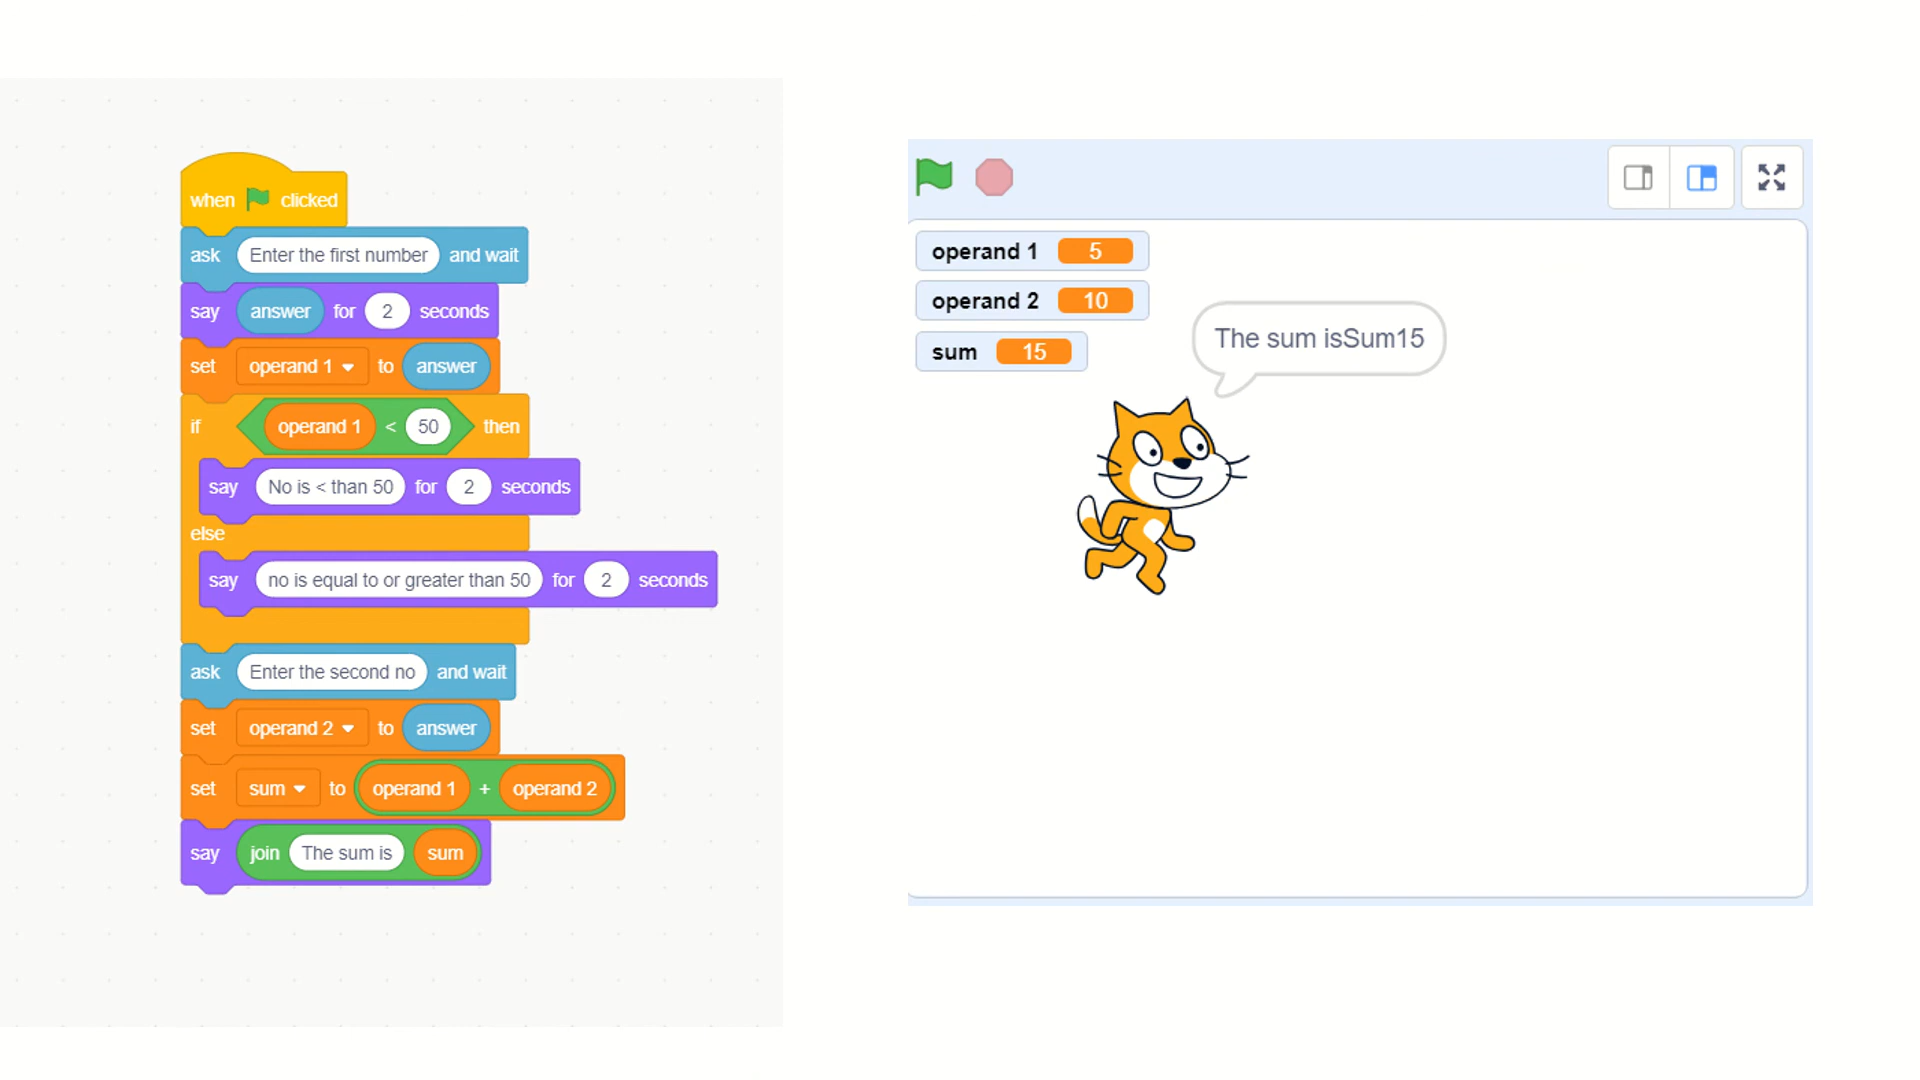 when clicked
ask Enter the first number and wait
say answer for 2 seconds
set operand 1 to answer
if operand 1 < 50 then
say No is < than 50 for 2 seconds
else
say no is equal to or greater than 50 for 2 seconds
ask Enter the second no and wait
set operand 2 to answer
set sum to operand 1 + operand 2
say join The sum is sum
operand 1 5
operand 2 10
sum 15
The sum isSum15